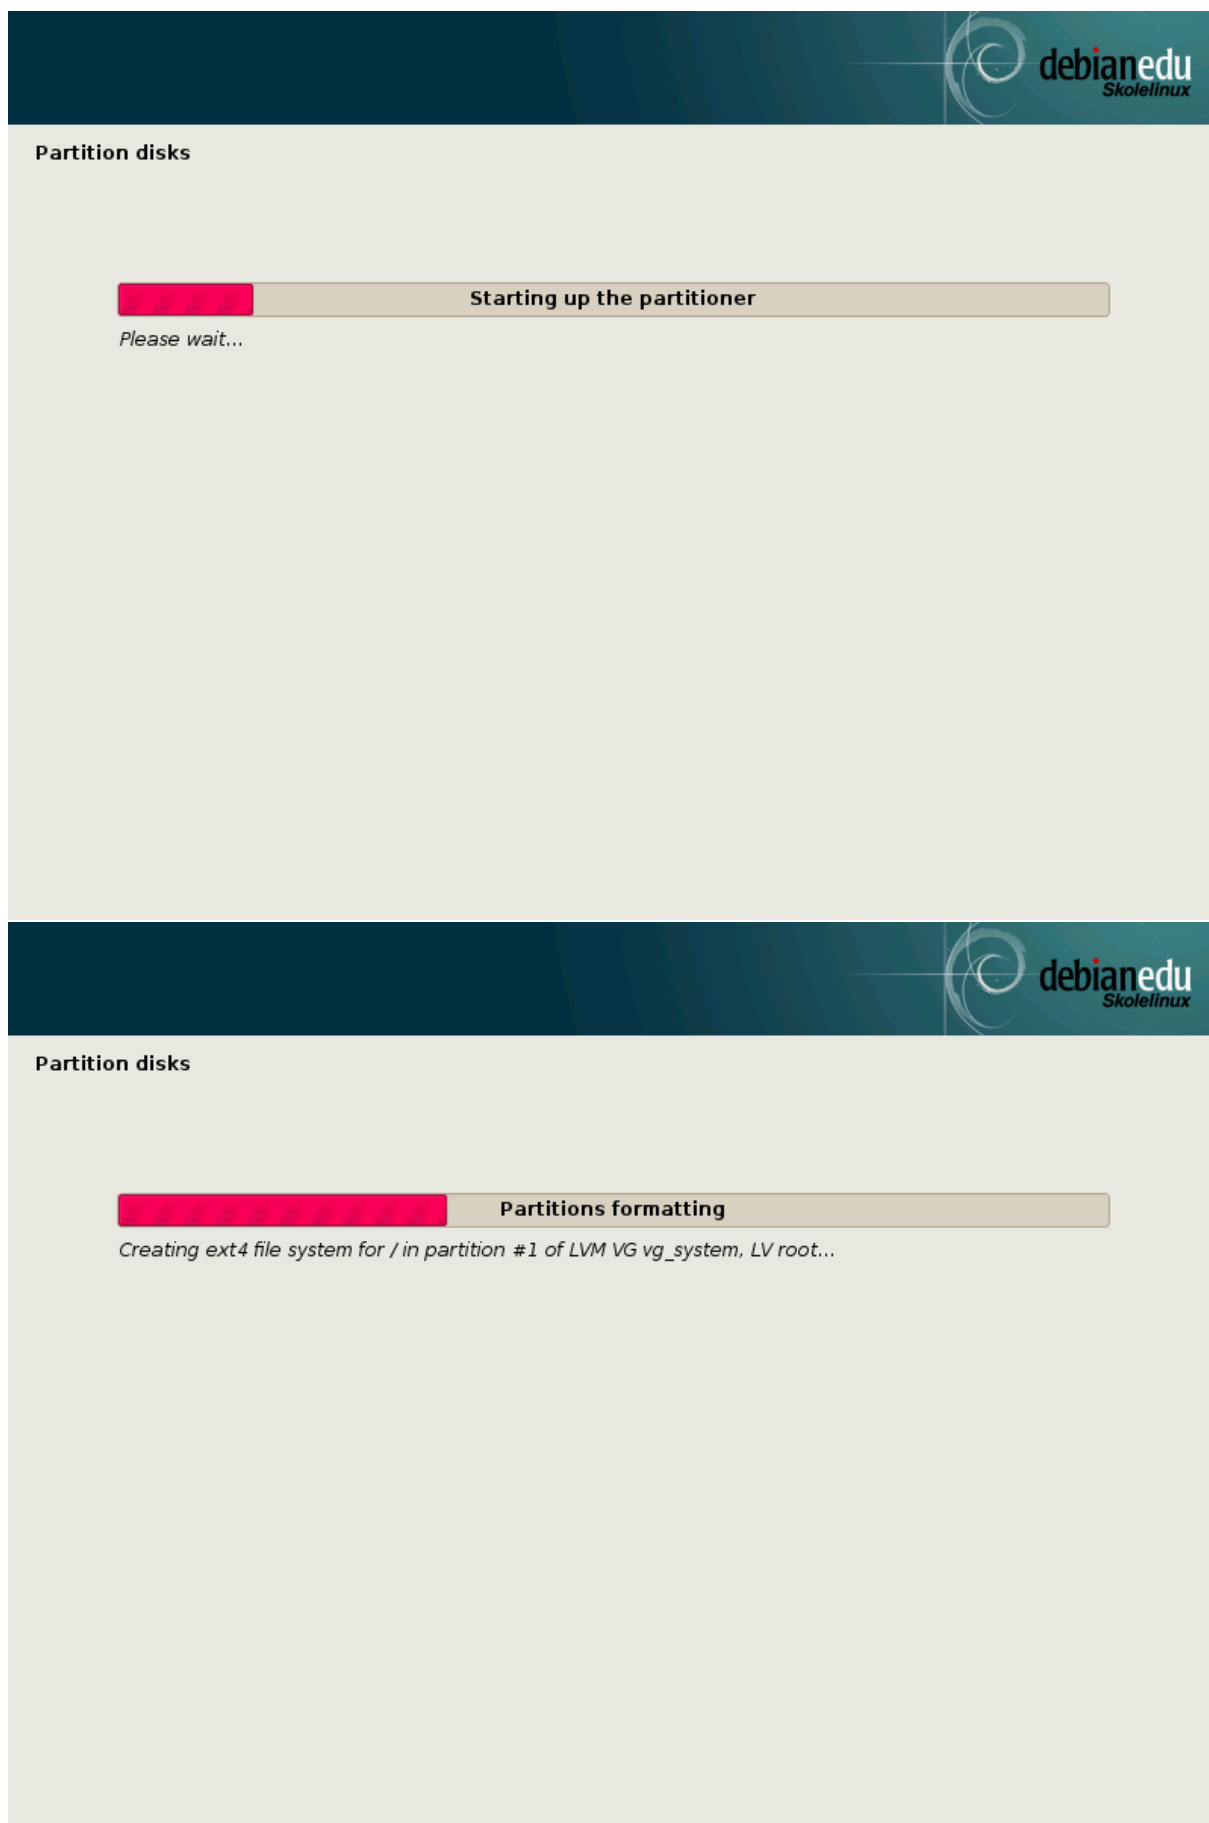 debianedu
Skolelinux
Partition disks
Starting up the partitioner
Please wait...
debianedu
Skolelinux
Partition disks
Partitions formatting
Creating ext4 file system for / in partition #1 of LVM VG vg_system, LV root...